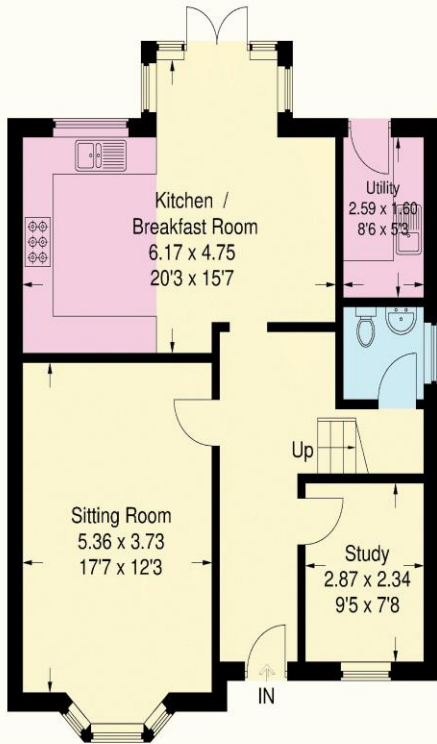 Kitchen /
Breakfast Room
6.17 x 4.75
20'3 x 15'7
Utility
2.59 x 1.60
8'6 x 5'3
Up
Sitting Room
5.36 x 3.73
17'7 x 12'3
Study
2.87 x 2.34
9'5 x 7'8
IN